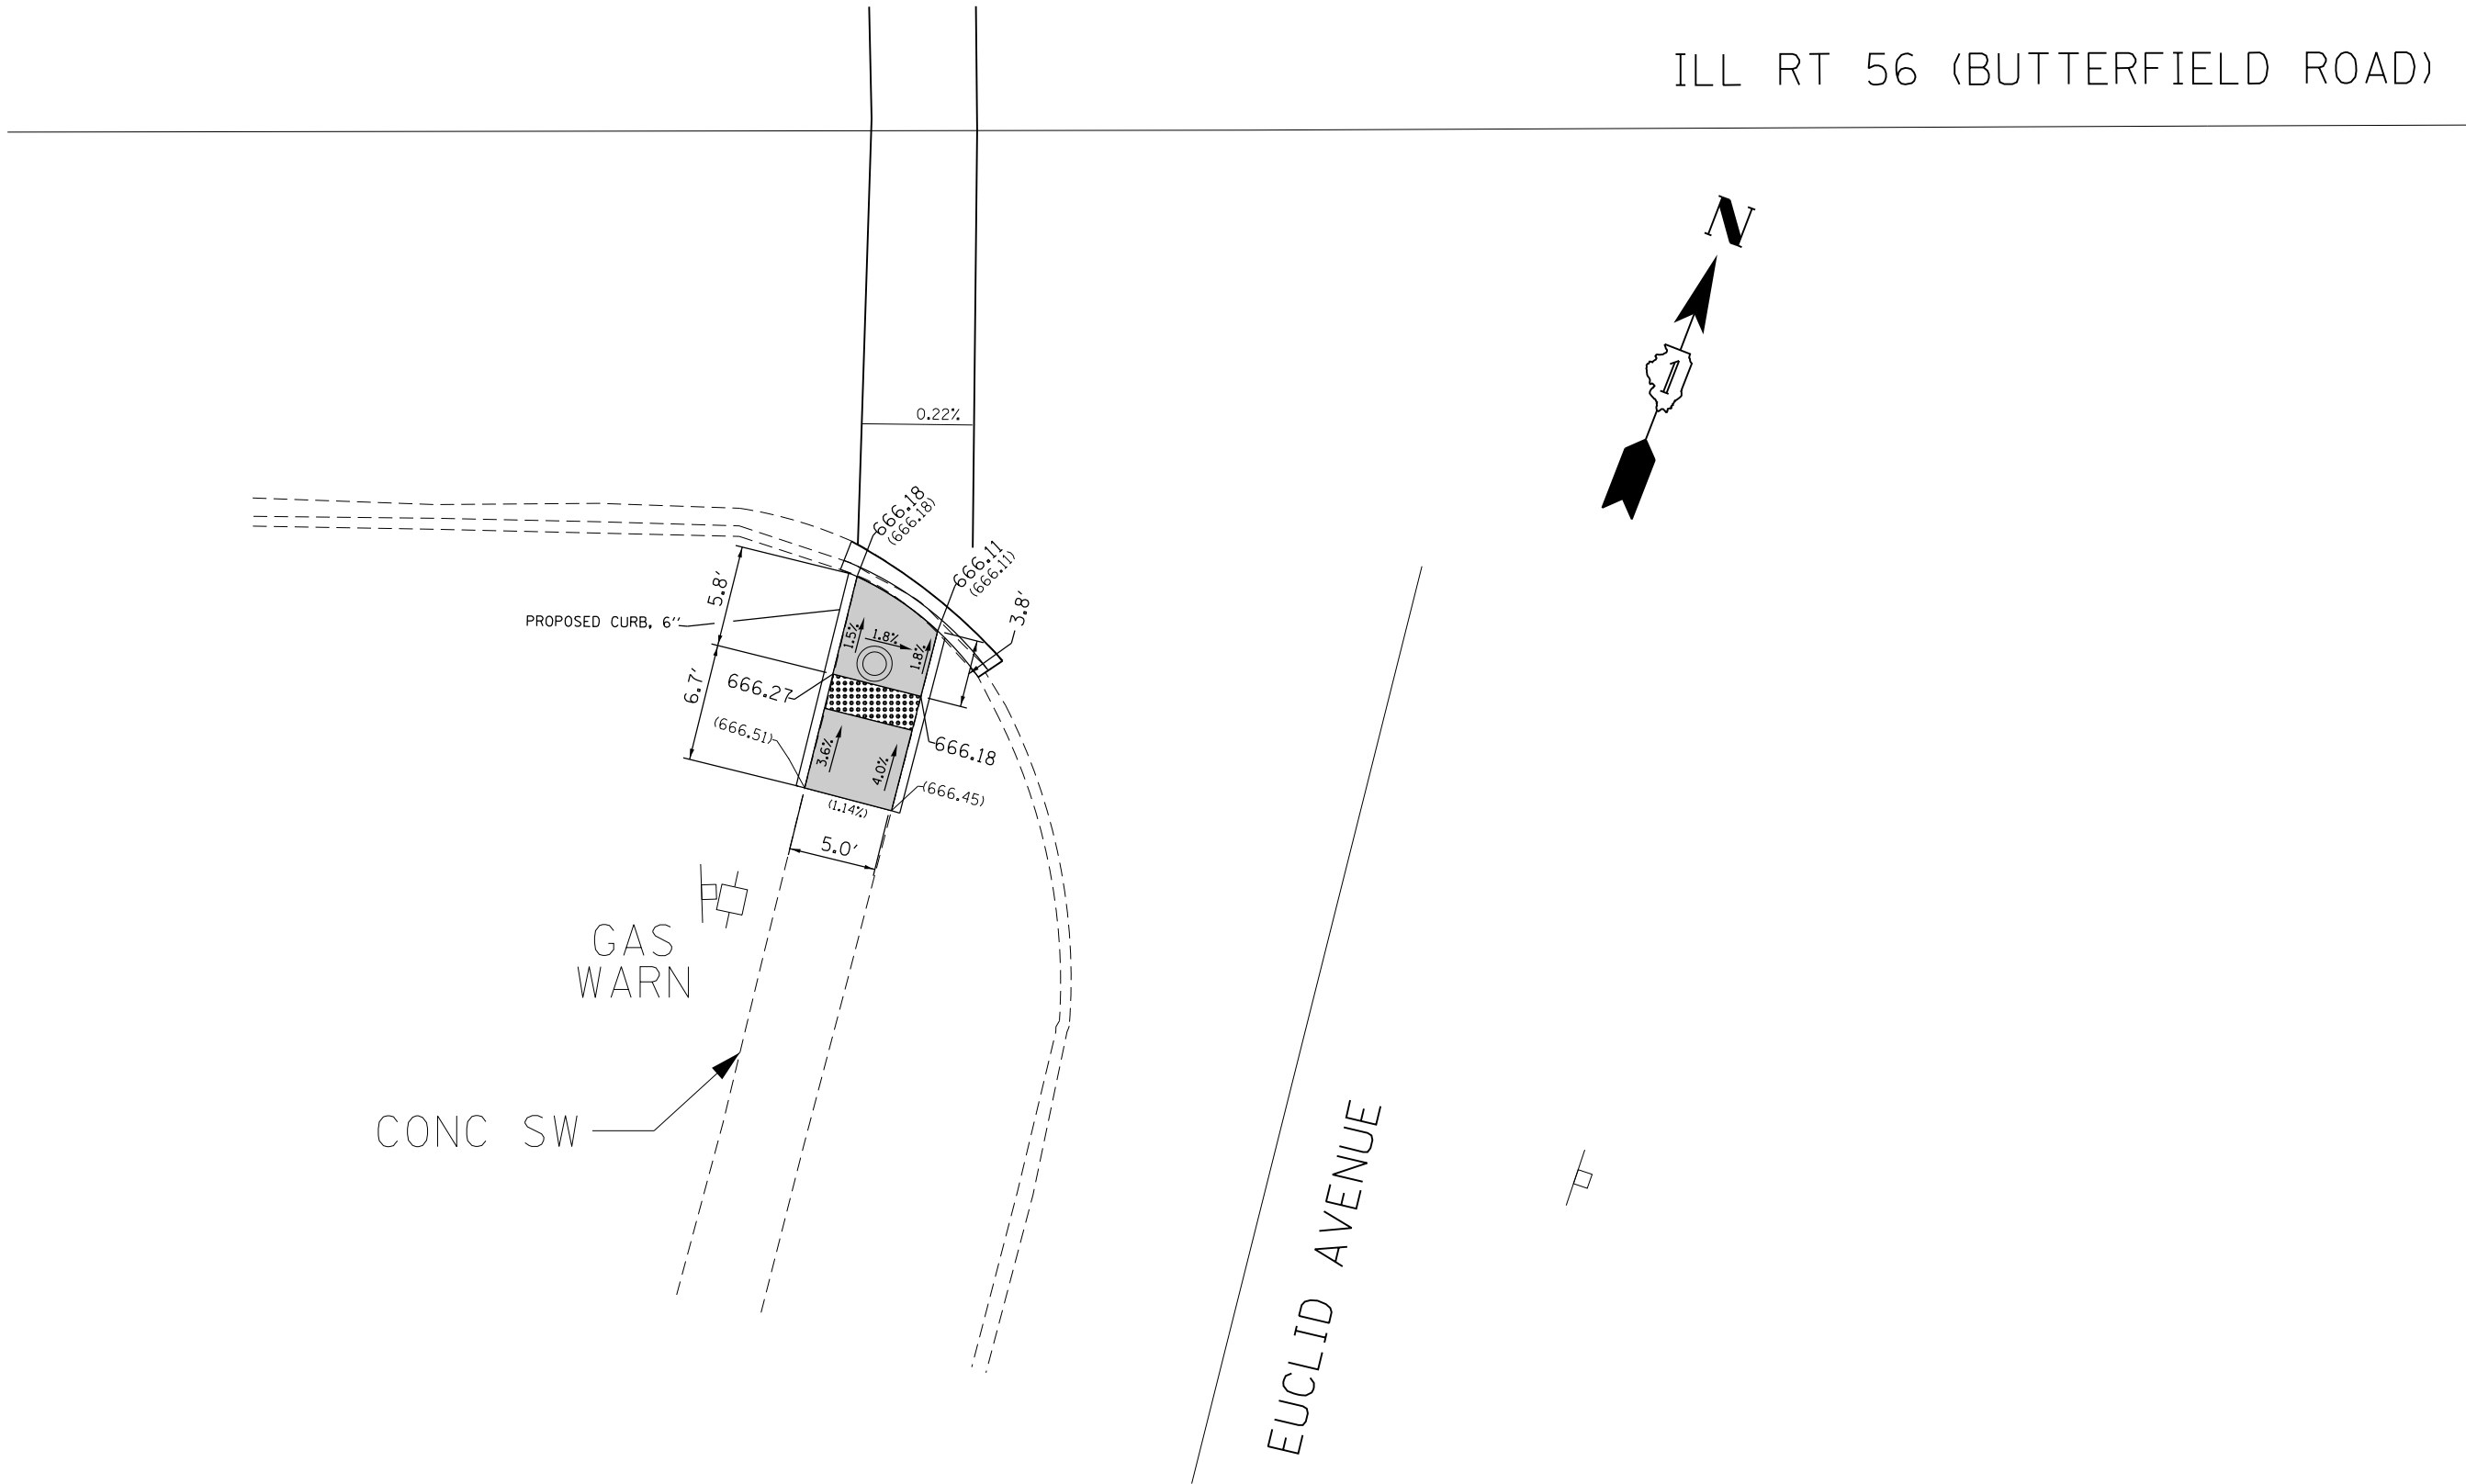 ILL RT 56 (BUTTERFIELD ROAD)
N
1
0.22%
666.18
(666.18)
666.11
(666.11)
3.8'
5.8'
PROPOSED CURB, 6''
1.5%
1.8%
1.8%
6.7'
666.27
(666.51)
666.18
3.6%
4.0%
(666.45)
(1.14%)
5.0'
GAS
WARN
CONC SW
EUCLID AVENUE